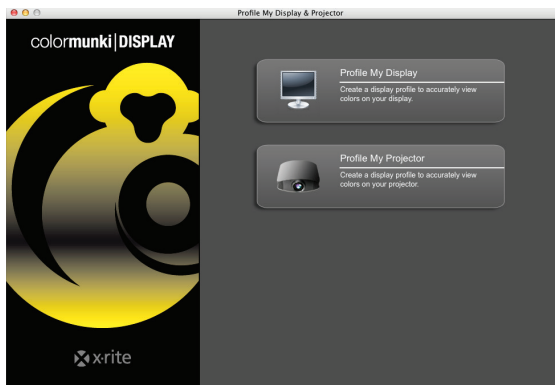 Profile My Display & Projector
colormunki|DISPLAY
Profile My Display
Create a display profile to accurately view
colors on your display.
Profile My Projector
Create a display profile to accurately view
colors on your projector.
x·rite